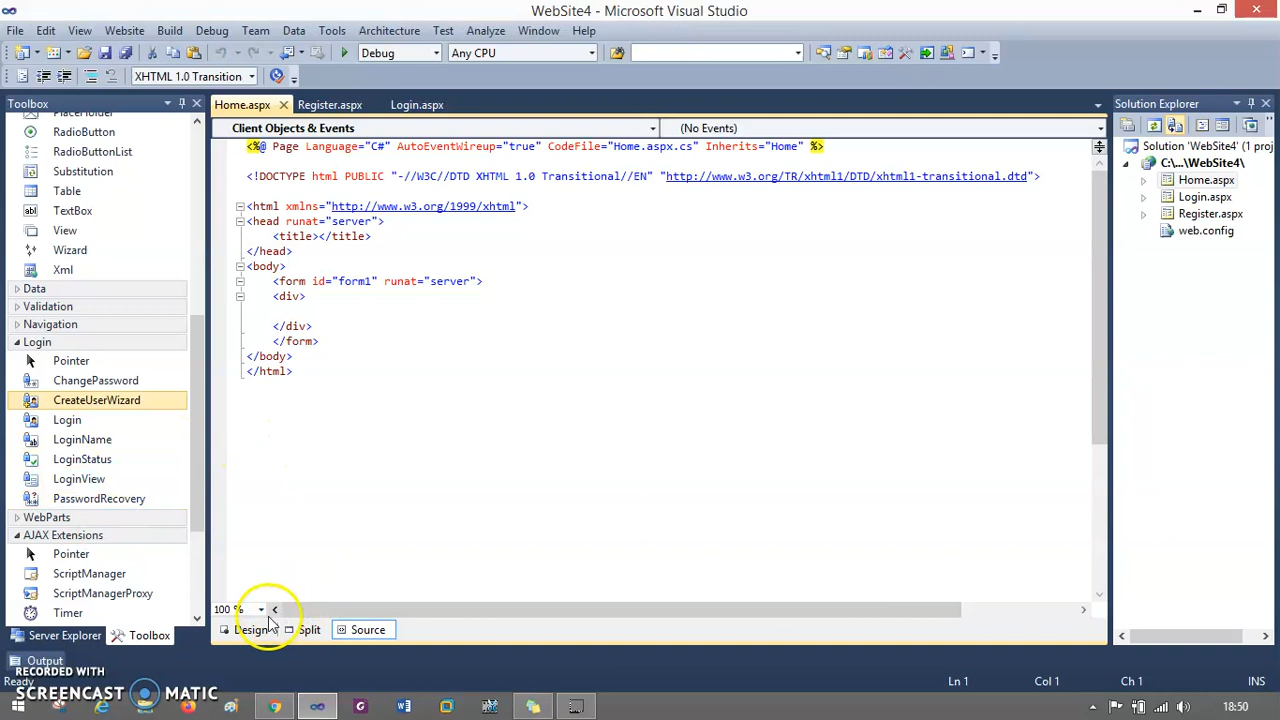 WebSite4 - Microsoft Visual Studio
File Edit View Website Build Debug Team Data Tools Architecture Test Analyze Window Help
Debug Any CPU
XHTML 1.0 Transition
Toolbox
PlaceHolder
RadioButton
RadioButtonList
Substitution
Table
TextBox
View
Wizard
Xml
Data
Validation
Navigation
Login
Pointer
ChangePassword
CreateUserWizard
Login
LoginName
LoginStatus
LoginView
PasswordRecovery
WebParts
AJAX Extensions
Pointer
ScriptManager
ScriptManagerProxy
Timer
Server Explorer Toolbox
Home.aspx Register.aspx Login.aspx
Client Objects & Events (No Events)
<%@ Page Language="C#" AutoEventWireup="true" CodeFile="Home.aspx.cs" Inherits="Home" %>
<!DOCTYPE html PUBLIC "-//W3C//DTD XHTML 1.0 Transitional//EN" "http://www.w3.org/TR/xhtml1/DTD/xhtml1-transitional.dtd">
<html xmlns="http://www.w3.org/1999/xhtml">
<head runat="server">
<title></title>
</head>
<body>
<form id="form1" runat="server">
<div>
</div>
</form>
</body>
</html>
100 %
Design Split Source
Solution Explorer
Solution 'WebSite4' (1 proj
C:\...\WebSite4\
Home.aspx
Login.aspx
Register.aspx
web.config
Output
Ready
Ln 1 Col 1 Ch 1 INS
RECORDED WITH
SCREENCAST MATIC
18:50